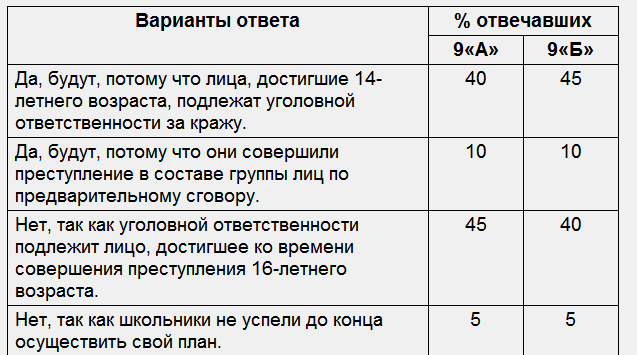 Варианты ответа % отвечавших
9«А» 9«Б»
Да, будут, потому что лица, достигшие 14- 40 45
летнего возраста, подлежат уголовной
ответственности за кражу.
Да, будут, потому что они совершили 10 10
преступление в составе группы лиц по
предварительному сговору.
Нет, так как уголовной ответственности 45 40
подлежит лицо, достигшее ко времени
совершения преступления 16-летнего
возраста.
Нет, так как школьники не успели до конца 5 5
осуществить свой план.